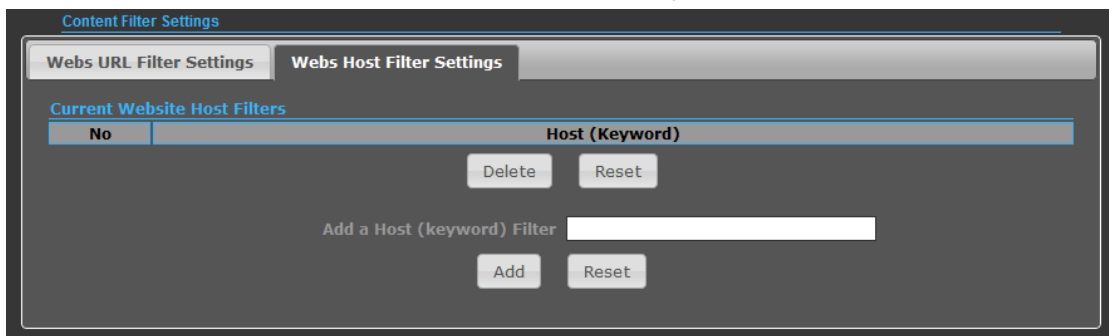 Content Filter Settings
Webs URL Filter Settings Webs Host Filter Settings
Current Website Host Filters
No Host (Keyword)
Delete Reset
Add a Host (keyword) Filter
Add Reset